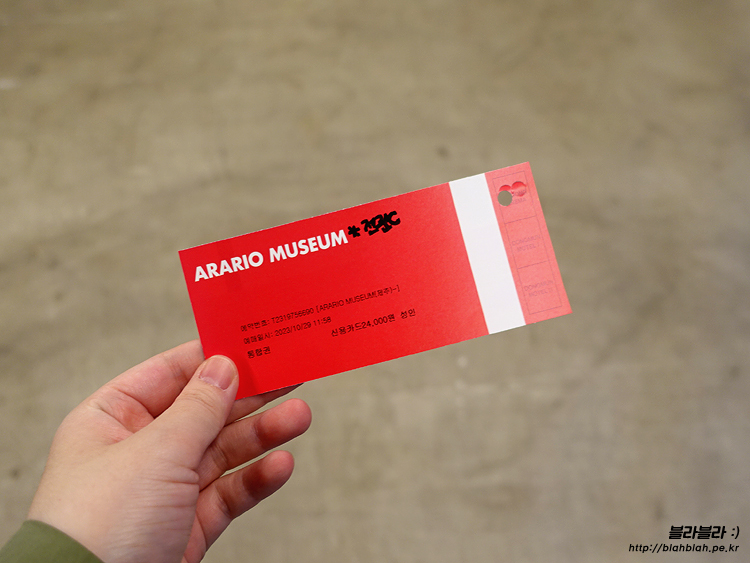 ARARIO MUSEUM
예약번호: T2319756690 [ARARIO MUSEUM(제주)-]
예매일시: 2023/10/29 11:58
신용카드24,000원 성인
통합권
블라블라 :)
http://blahblah.pe.kr